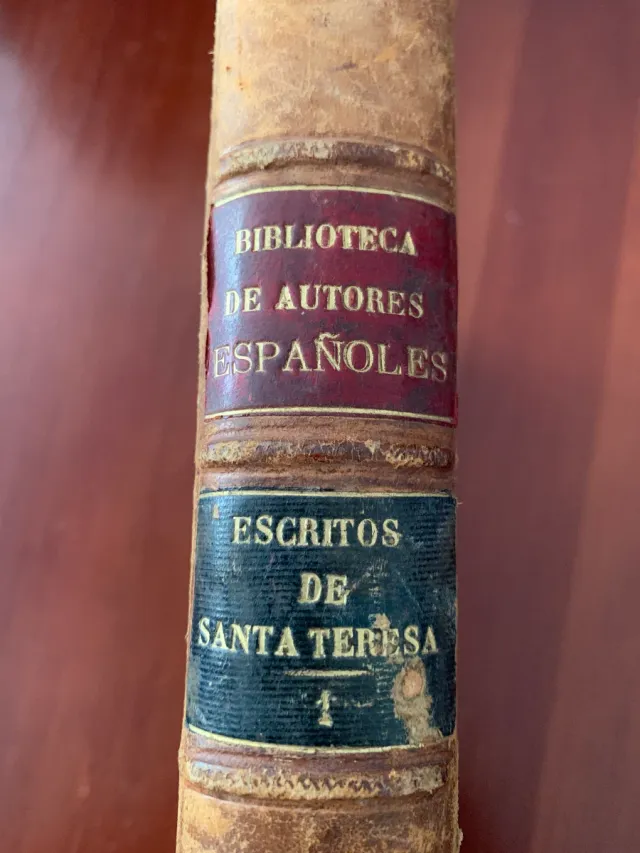 BIBLIOTECA
DE AUTORES
ESPAÑOLES
ESCRITOS
DE
SANTA TERESA
1